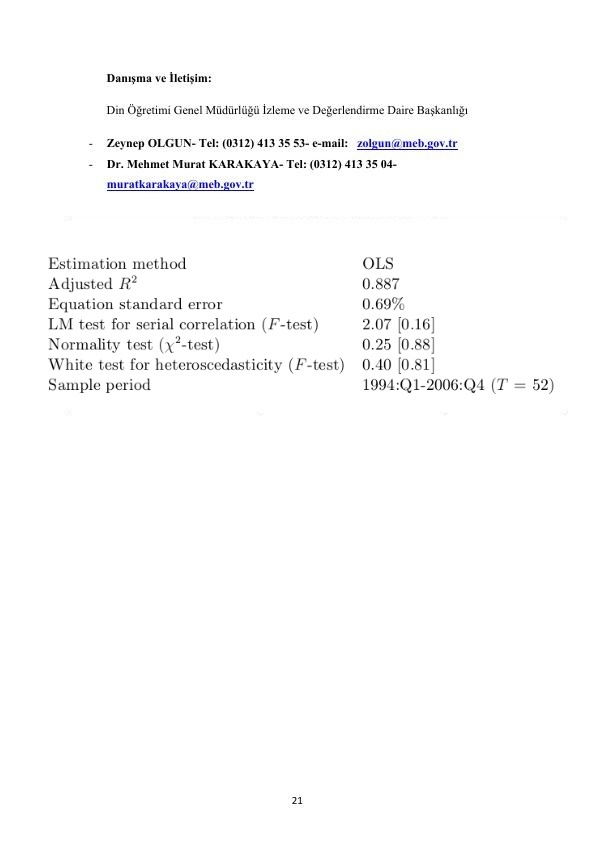 Danışma ve İletişim:
Din Öğretimi Genel Müdürlüğü İzleme ve Değerlendirme Daire Başkanlığı
- Zeynep OLGUN- Tel: (0312) 413 35 53- e-mail: zolgun@meb.gov.tr
- Dr. Mehmet Murat KARAKAYA- Tel: (0312) 413 35 04-
muratkarakaya@meb.gov.tr
Estimation method OLS
Adjusted R² 0.887
Equation standard error 0.69%
LM test for serial correlation (F-test) 2.07 [0.16]
Normality test (χ²-test) 0.25 [0.88]
White test for heteroscedasticity (F-test) 0.40 [0.81]
Sample period 1994:Q1-2006:Q4 (T = 52)
21